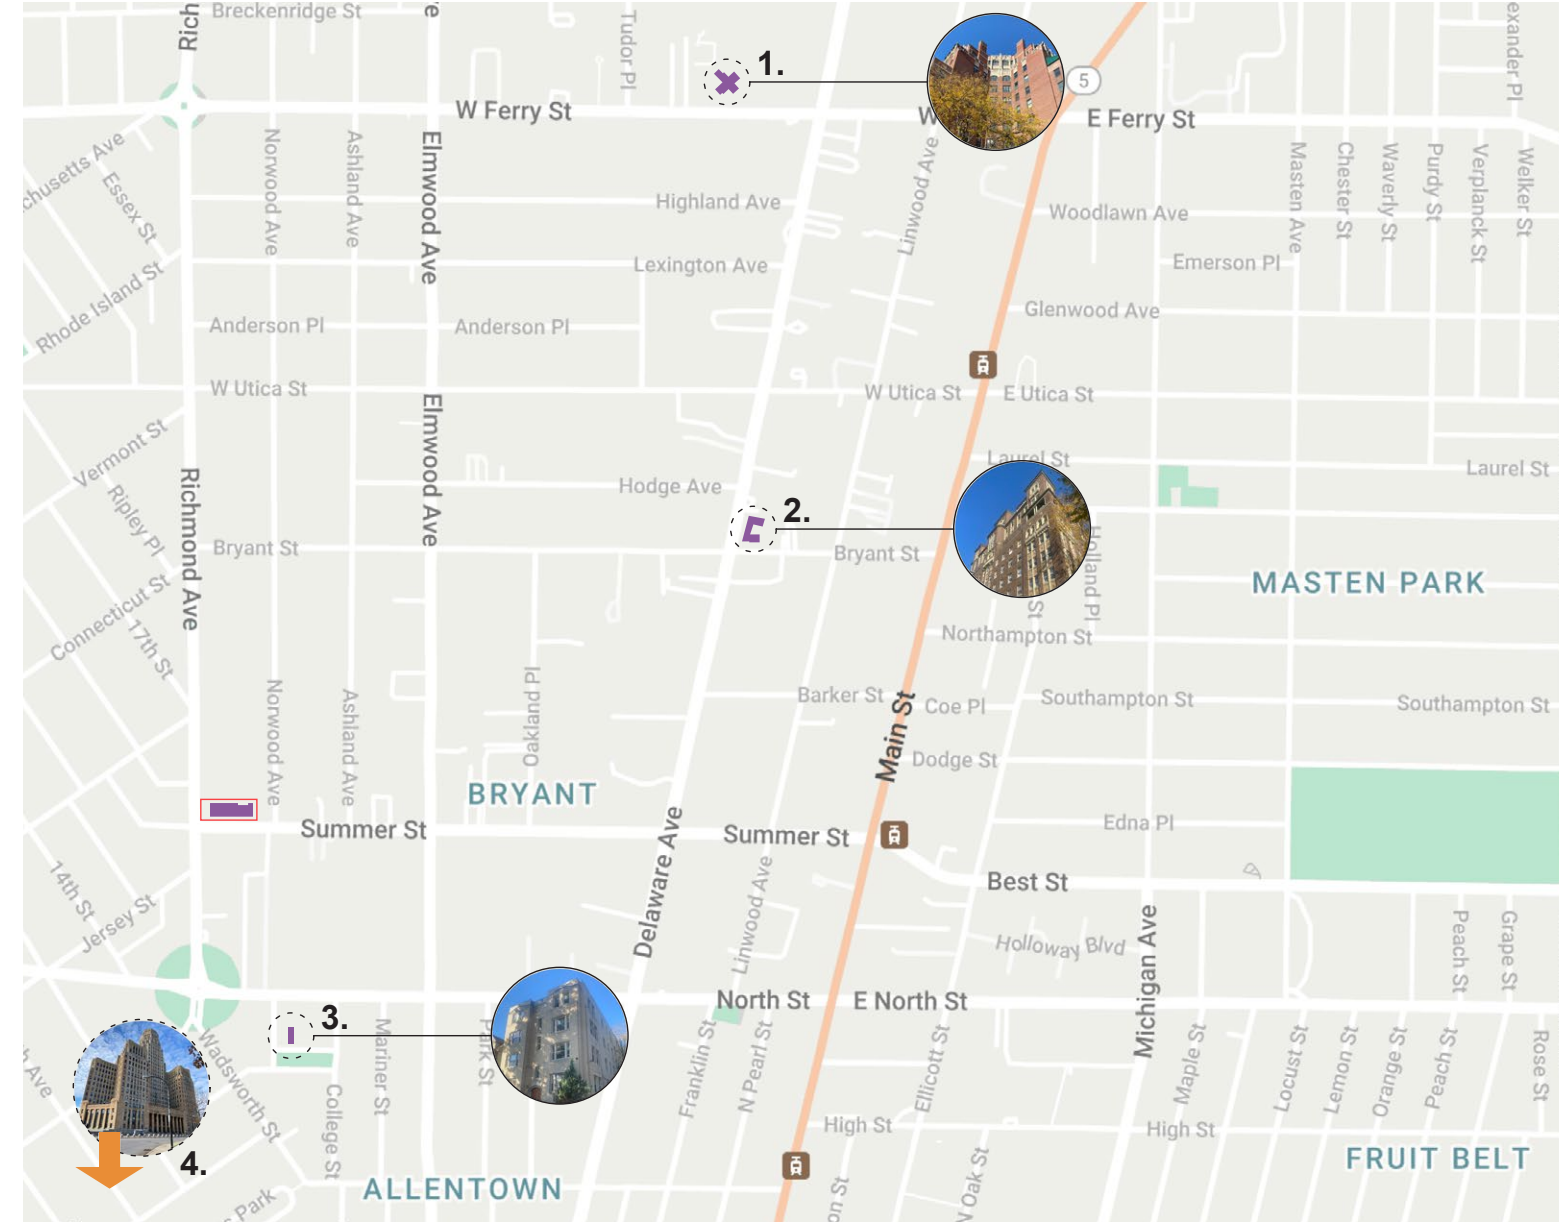 Breckenridge St
Rich
e
Tudor Pl
1.
5
exander Pl
W Ferry St
W
E Ferry St
chusetts Ave
Essex St
Norwood Ave
Ashland Ave
Elmwood Ave
Highland Ave
Linwood Ave
Woodlawn Ave
Masten Ave
Chester St
Waverly St
Purdy St
Verplanck St
Welker St
Lexington Ave
Emerson Pl
Rhode Island St
Anderson Pl
Anderson Pl
Glenwood Ave
W Utica St
W Utica St
E Utica St
Elmwood Ave
Vermont St
Laurel St
Laurel St
Richmond Ave
Ripley Pl
Hodge Ave
2.
Bryant St
Bryant St
Holland Pl
MASTEN PARK
Connecticut St
17th St
St
Northampton St
Norwood Ave
Ashland Ave
Oakland Pl
Barker St
Main St
Coe Pl
Southampton St
Southampton St
Dodge St
BRYANT
Summer St
Delaware Ave
Summer St
Edna Pl
14th St
Jersey St
Linwood Ave
Best St
Holloway Blvd
Michigan Ave
Peach St
Grape St
North St
E North St
3.
h Ave
Wadsworth St
College St
Mariner St
Park St
Franklin St
N Pearl St
Ellicott St
Maple St
Locust St
Lemon St
Orange St
Peach St
Rose St
High St
High St
4.
FRUIT BELT
ALLENTOWN
s Park
on St
N Oak St